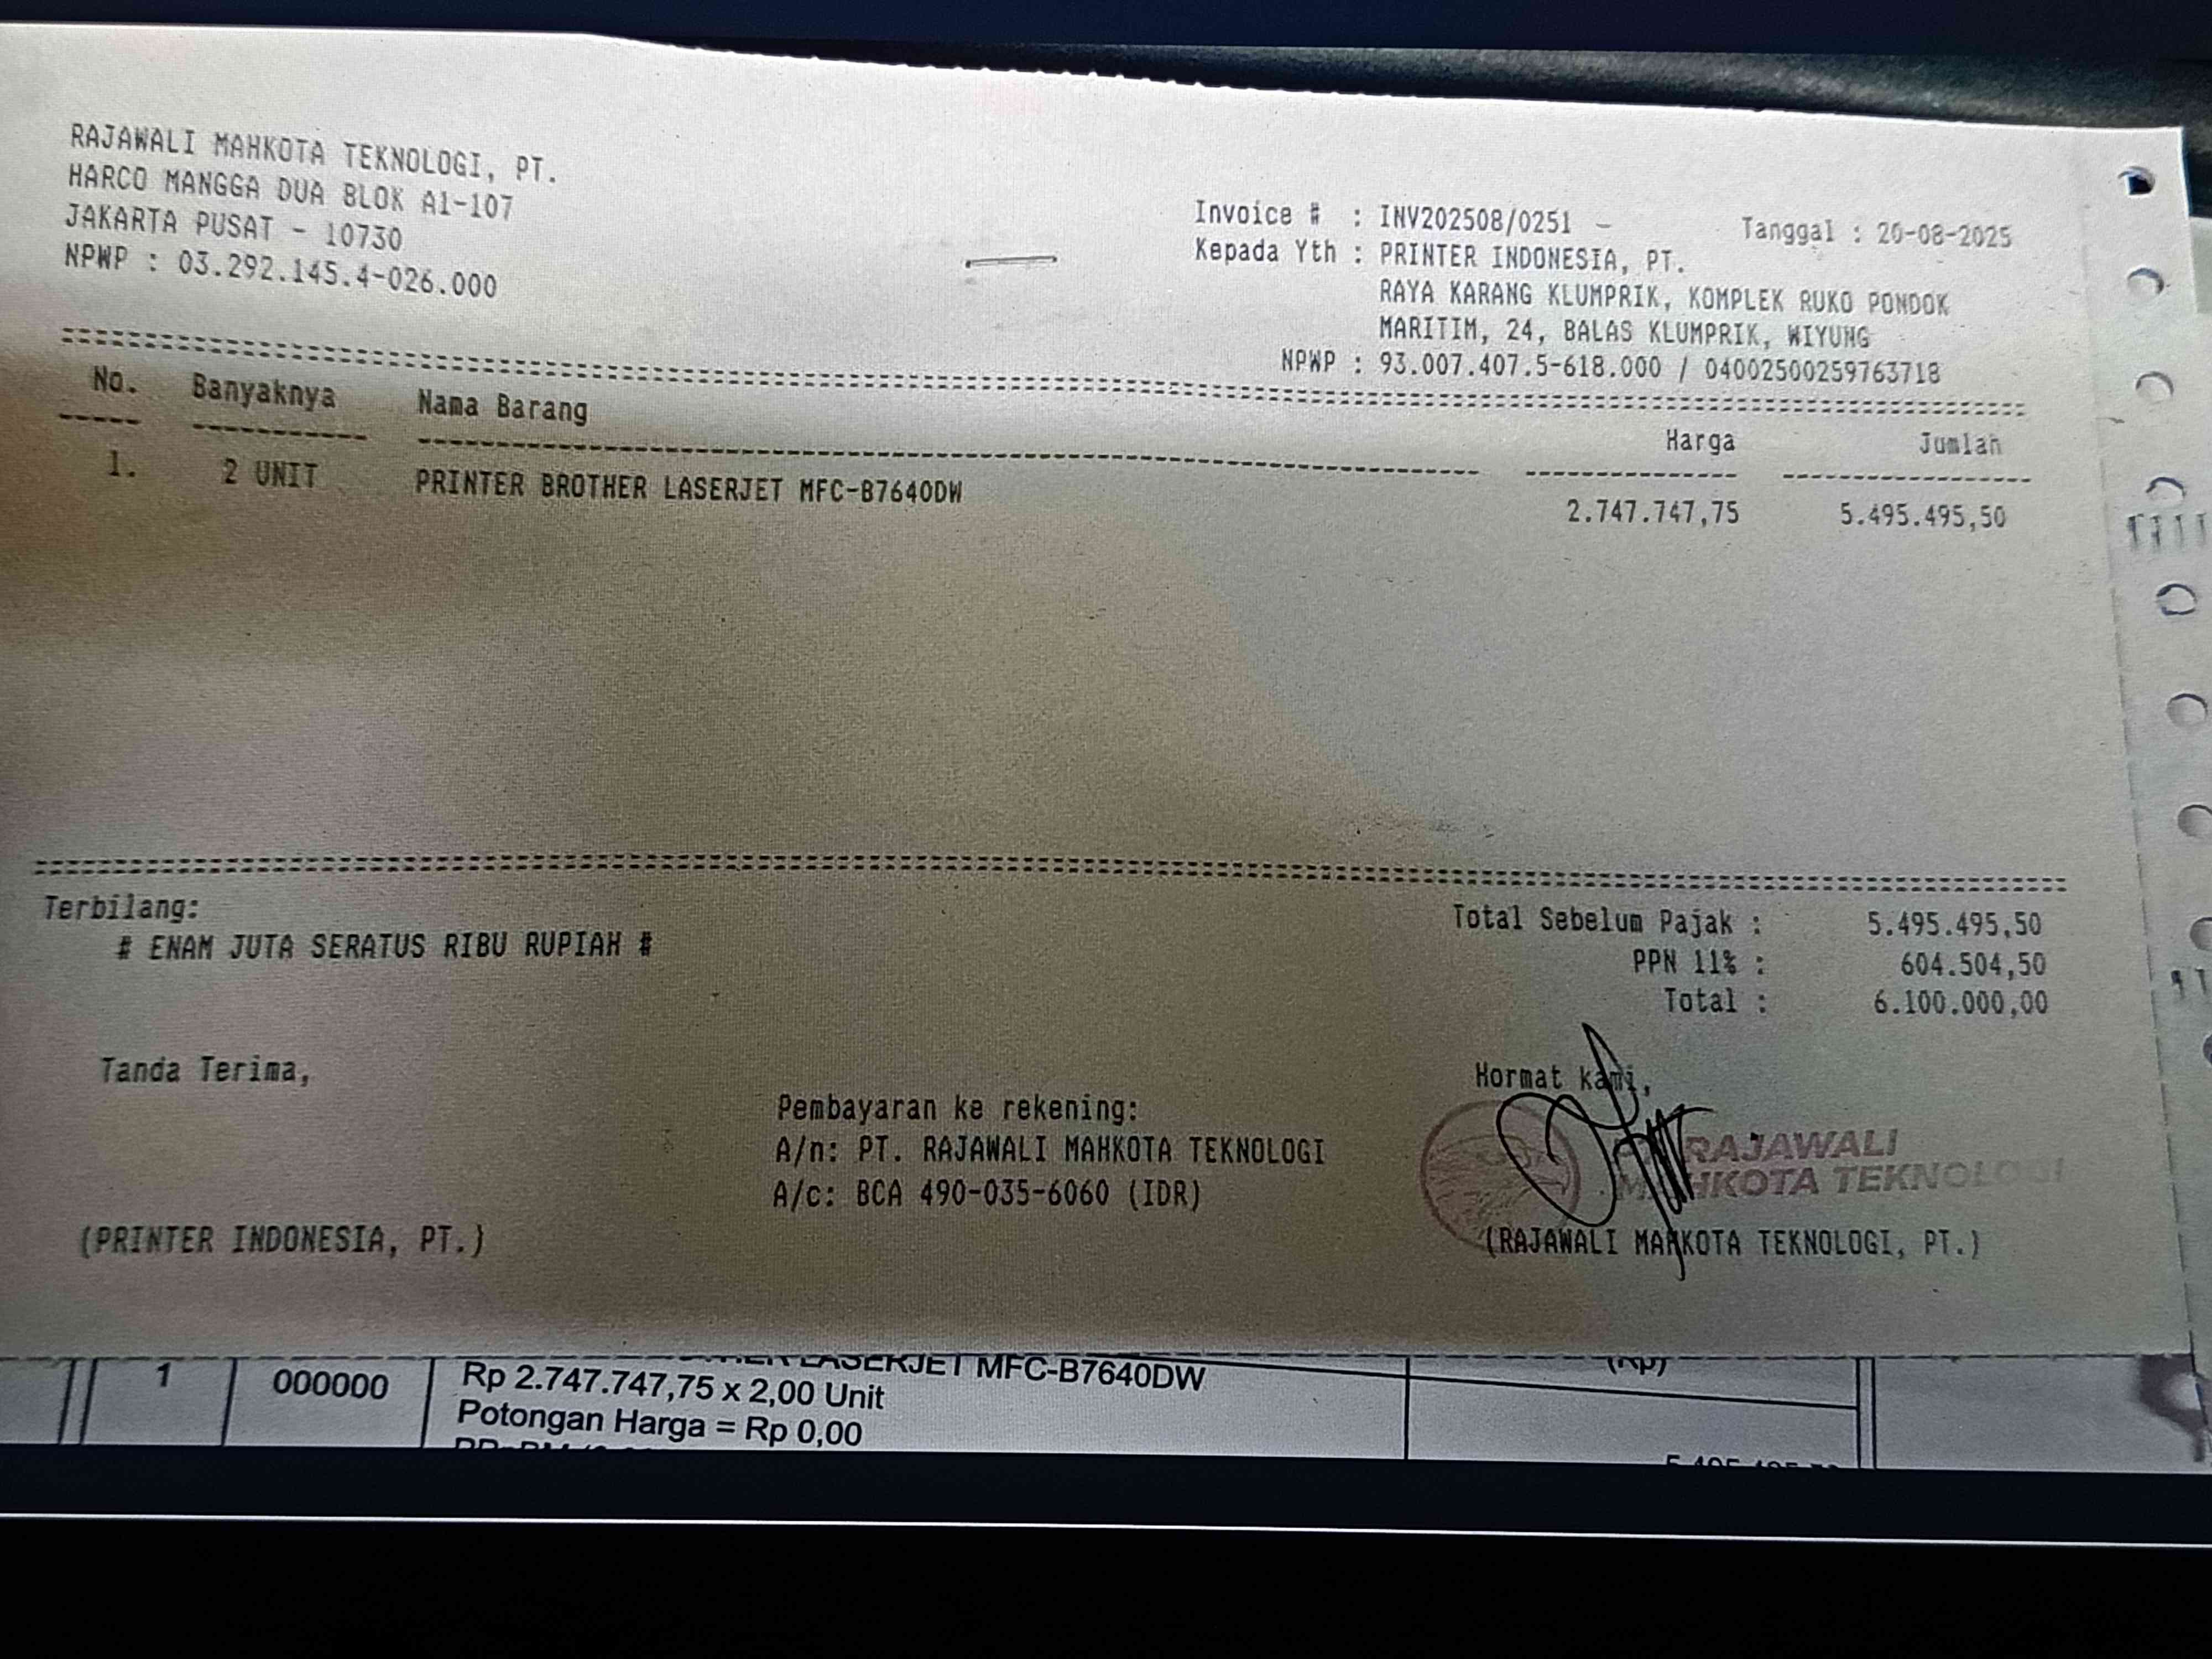 RAJAWALI MAHKOTA TEKNOLOGI, PT.
HARCO MANGGA DUA BLOK A1-107
JAKARTA PUSAT - 10730
NPWP : 03.292.145.4-026.000
Invoice # : INV202508/0251 -
Tanggal : 20-08-2025
Kepada Yth : PRINTER INDONESIA, PT.
RAYA KARANG KLUMPRIK, KOMPLEK RUKO PONDOK
MARITIM, 24, BALAS KLUMPRIK, WIYUNG
NPWP : 93.007.407.5-618.000 / 04002500259763718
No. Banyaknya Nama Barang Harga Jumlah
1. 2 UNIT PRINTER BROTHER LASERJET MFC-B7640DW 2.747.747,75 5.495.495,50
Terbilang:
# ENAM JUTA SERATUS RIBU RUPIAH #
Total Sebelum Pajak : 5.495.495,50
PPN 11% : 604.504,50
Total : 6.100.000,00
Tanda Terima,
(PRINTER INDONESIA, PT.)
Pembayaran ke rekening:
A/n: PT. RAJAWALI MAHKOTA TEKNOLOGI
A/c: BCA 490-035-6060 (IDR)
Hormat kami,
RAJAWALI
MAHKOTA TEKNOLOGI
(RAJAWALI MAHKOTA TEKNOLOGI, PT.)
LASERJET MFC-B7640DW
(Rp)
1 000000 Rp 2.747.747,75 x 2,00 Unit
Potongan Harga = Rp 0,00